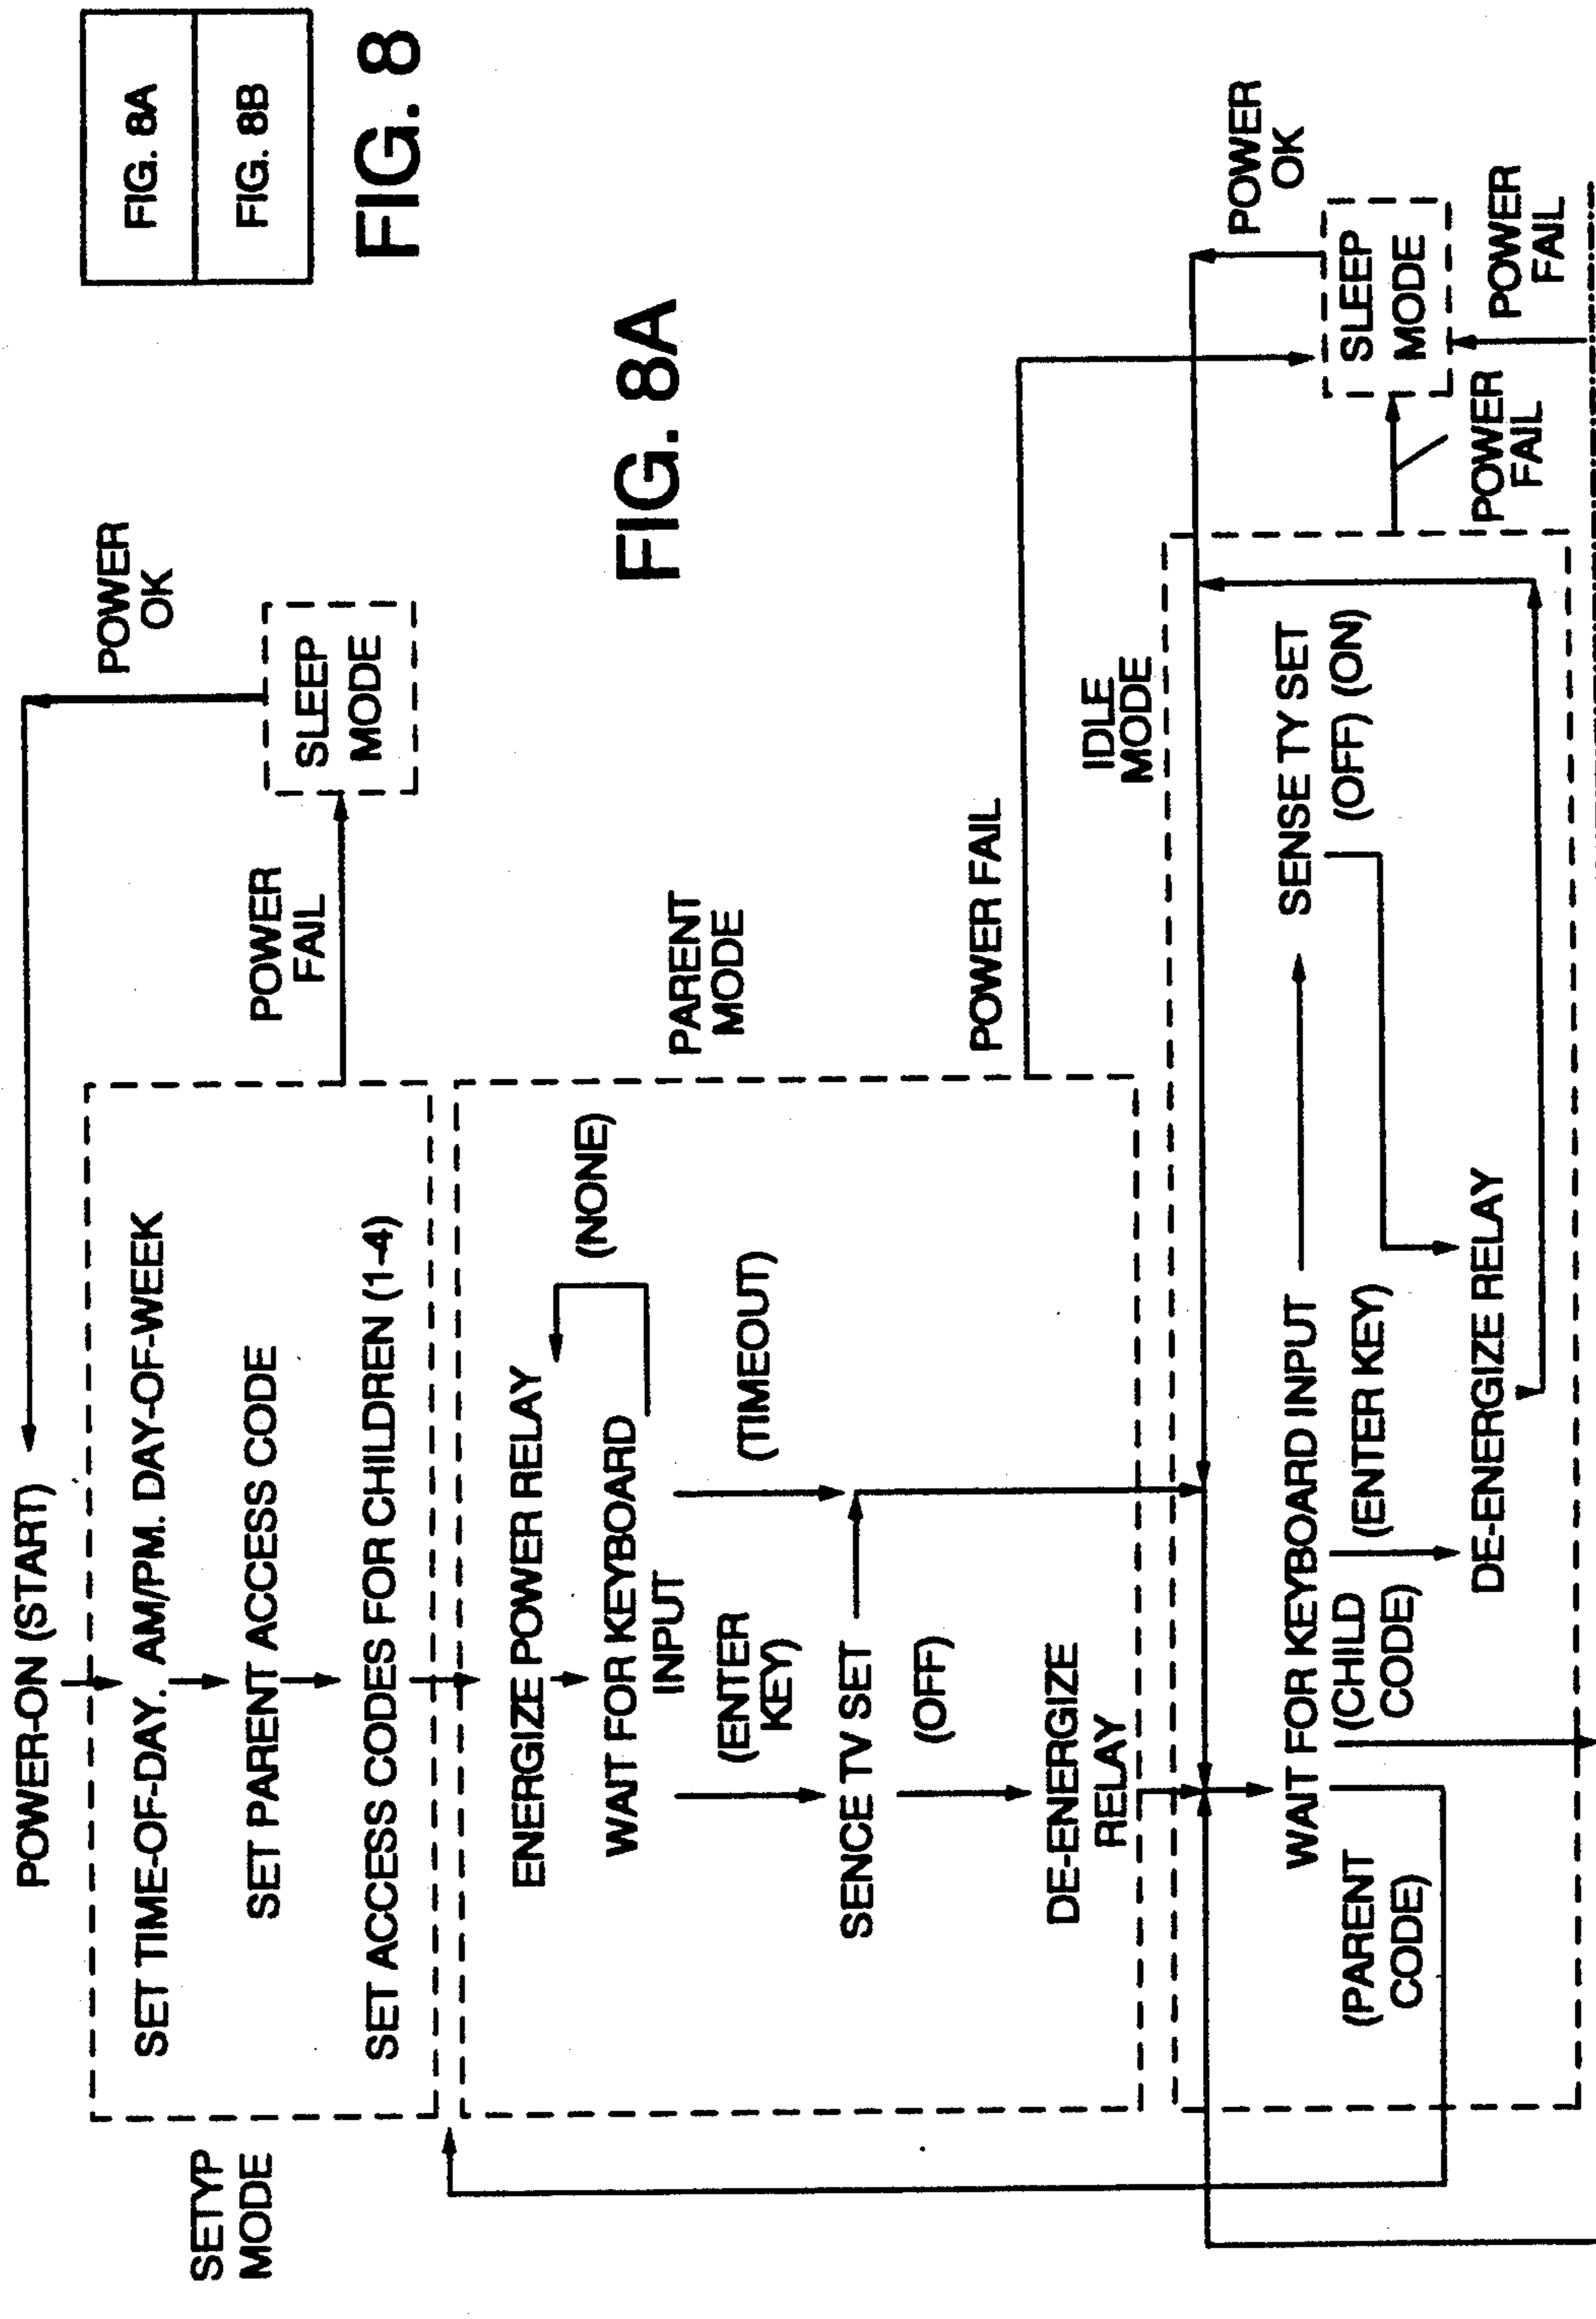 FIG. 8A
FIG. 8B
FIG. 8
FIG. 8A
POWER-ON (START)
POWER
OK
SETYP
MODE
SET TIME-OF-DAY. AM/PM. DAY-OF-WEEK
SET PARENT ACCESS CODE
SET ACCESS CODES FOR CHILDREN (1-4)
POWER
FAIL
SLEEP
MODE
PARENT
MODE
ENERGIZE POWER RELAY
(NONE)
WAIT FOR KEYBOARD
INPUT
(ENTER
KEY)
(TIMEOUT)
SENCE TV SET
(OFF)
DE-ENERGIZE
RELAY
POWER FAIL
IDLE
MODE
WAIT FOR KEYBOARD INPUT
SENSE TY SET
(OFF) (ON)
(PARENT
CODE)
(CHILD
CODE)
(ENTER KEY)
DE-ENERGIZE RELAY
POWER
OK
SLEEP
MODE
POWER
FAIL
POWER
FAIL